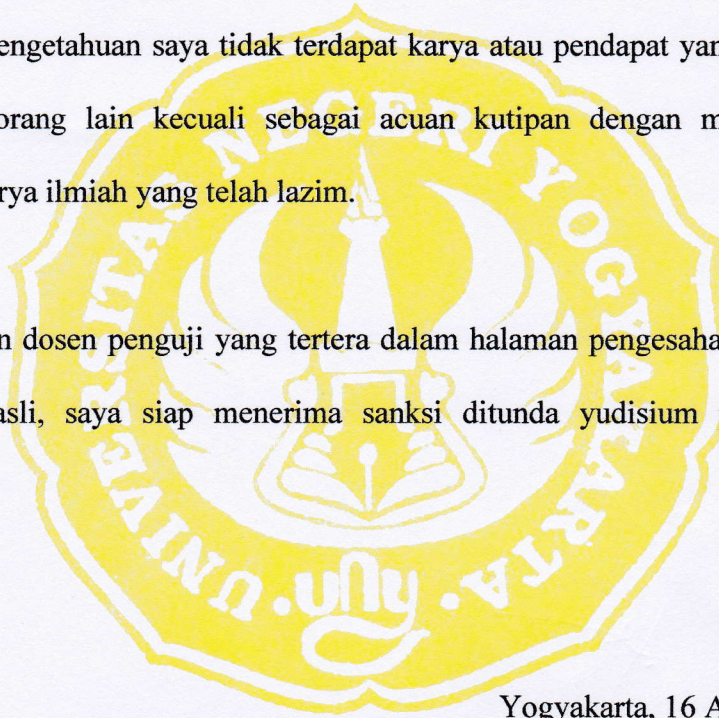 engetahuan saya tidak terdapat karya atau pendapat yan
orang lain kecuali sebagai acuan kutipan dengan m
rya ilmiah yang telah lazim.
n dosen penguji yang tertera dalam halaman pengesaha
asli, saya siap menerima sanksi ditunda yudisium
Yogyakarta, 16 A
UNIVERSITAS NEGERI YOGYAKARTA
uny